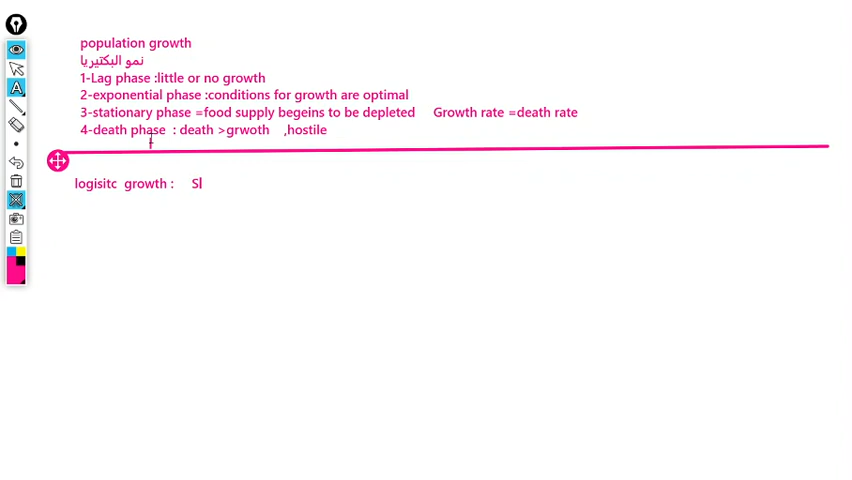 population growth
نمو البكتيريا
1-Lag phase :little or no growth
2-exponential phase :conditions for growth are optimal
3-stationary phase =food supply begeins to be depleted Growth rate =death rate
4-death phase : death >grwoth ,hostile
logisitc growth : S